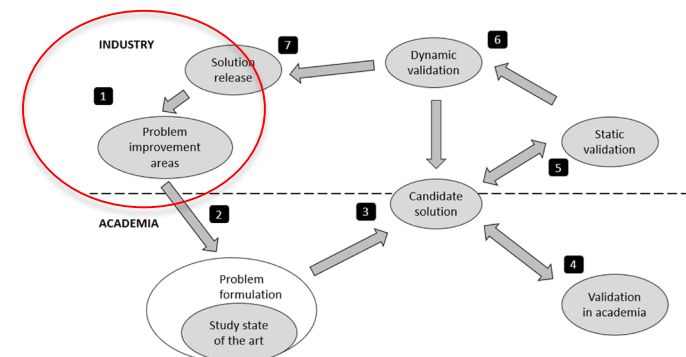 INDUSTRY
7
Solution
release
6
Dynamic
validation
1
Problem
improvement
areas
Static
validation
5
ACADEMIA
2
3
Candidate
solution
4
Problem
formulation
Study state
of the art
Validation
in academia